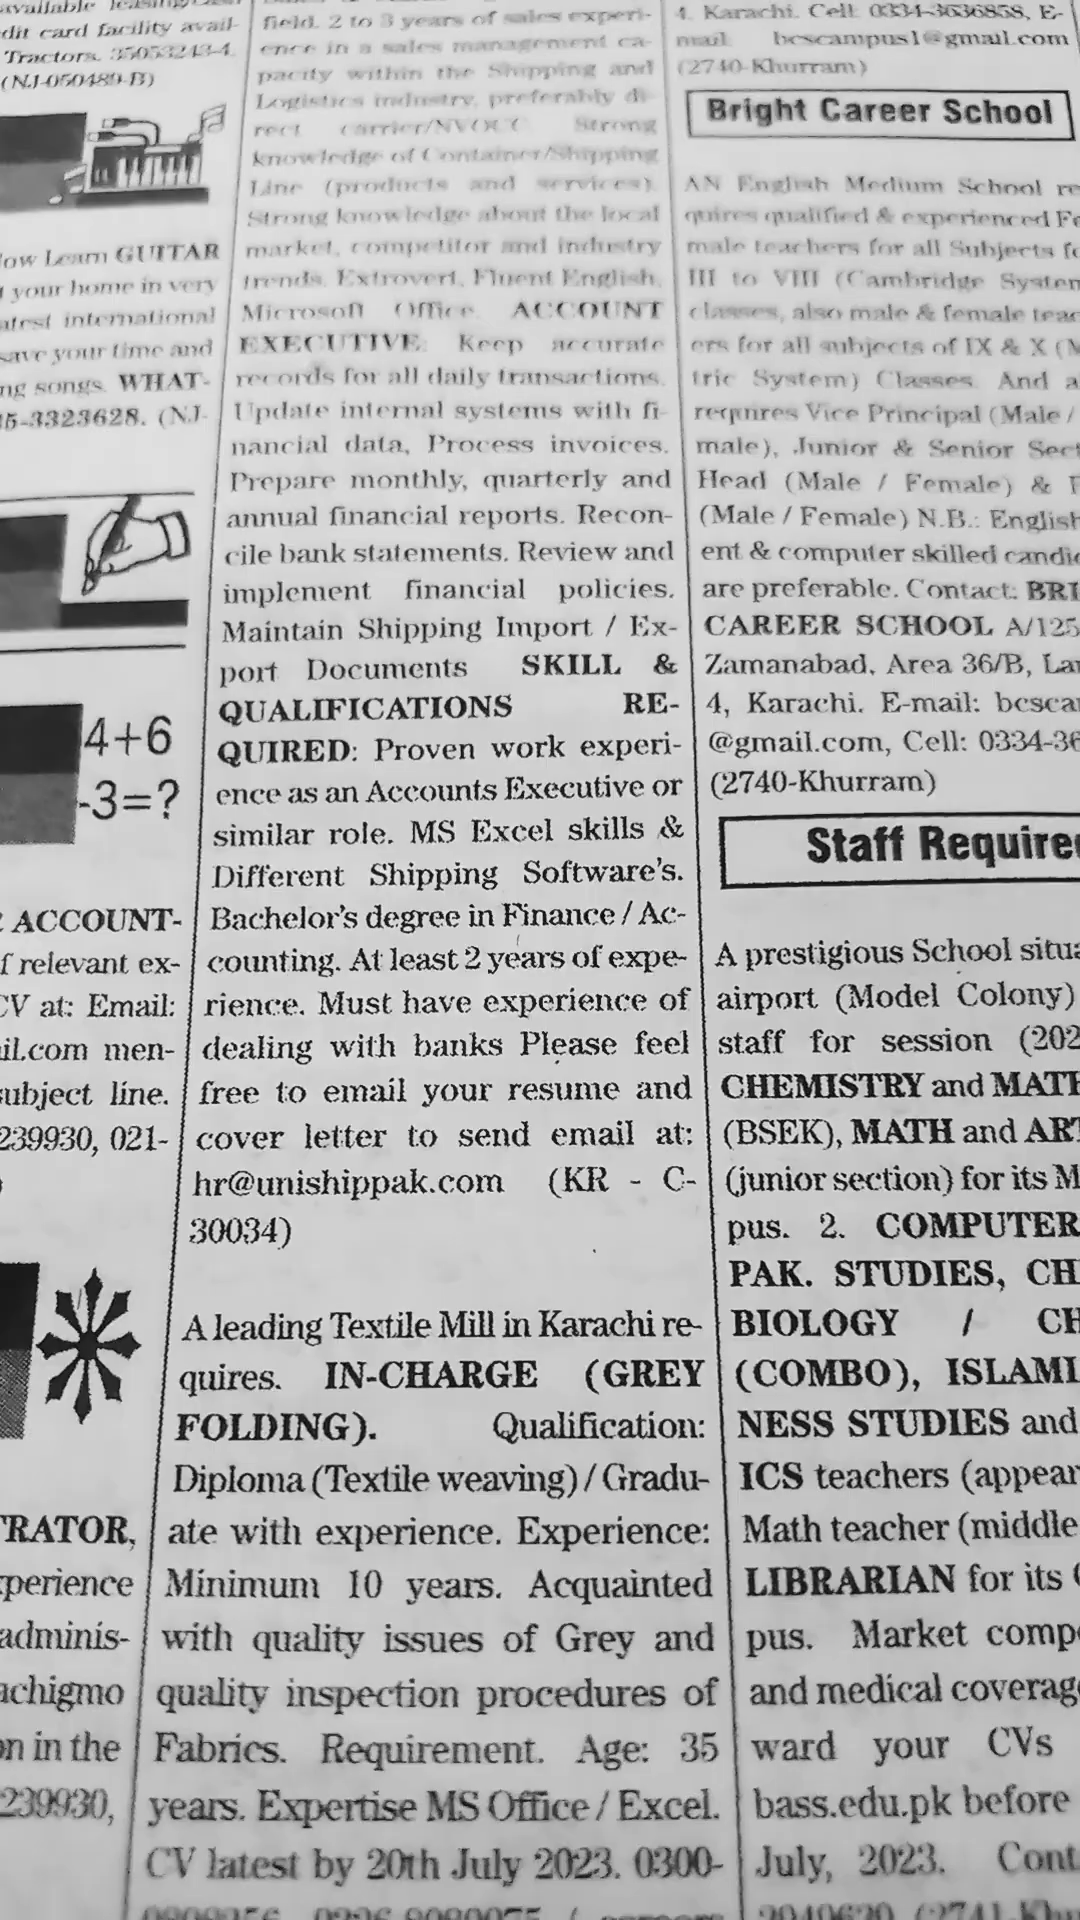 available leasing
dit card facility avail-
Tractors. 35053243-4.
(NJ-050489-B)
ow Learn GUITAR
your home in very
atest international
save your time and
ng songs. WHAT-
35-3323628. (NJ-
4+6
-3=?
ACCOUNT-
f relevant ex-
CV at: Email:
il.com men-
subject line.
239930, 021-
)
TRATOR,
xperience
adminis-
achigmo
on in the
239930,
field. 2 to 3 years of sales experi-
ence in a sales management ca-
pacity within the Shipping and
Logistics industry, preferably di-
rect carrier/NVOCC Strong
knowledge of Container/Shipping
Line (products and services).
Strong knowledge about the local
market, competitor and industry
trends. Extrovert, Fluent English,
Microsoft Office. ACCOUNT
EXECUTIVE: Keep accurate
records for all daily transactions.
Update internal systems with fi-
nancial data, Process invoices.
Prepare monthly, quarterly and
annual financial reports. Recon-
cile bank statements. Review and
implement financial policies.
Maintain Shipping Import / Ex-
port Documents SKILL &
QUALIFICATIONS RE-
QUIRED: Proven work experi-
ence as an Accounts Executive or
similar role. MS Excel skills &
Different Shipping Software's.
Bachelor's degree in Finance / Ac-
counting. At least 2 years of expe-
rience. Must have experience of
dealing with banks Please feel
free to email your resume and
cover letter to send email at:
hr@unishippak.com (KR - C-
30034)
A leading Textile Mill in Karachi re-
quires. IN-CHARGE (GREY
FOLDING). Qualification:
Diploma (Textile weaving) / Gradu-
ate with experience. Experience:
Minimum 10 years. Acquainted
with quality issues of Grey and
quality inspection procedures of
Fabrics. Requirement. Age: 35
years. Expertise MS Office / Excel.
CV latest by 20th July 2023. 0300-
4. Karachi. Cell: 0334-3636858, E-
mail: bcscampus1@gmail.com
(2740-Khurram)
Bright Career School
AN English Medium School re
quires qualified & experienced Fe
male teachers for all Subjects fo
III to VIII (Cambridge System
classes, also male & female teac
ers for all subjects of IX & X (M
tric System) Classes. And a
requires Vice Principal (Male /
male), Junior & Senior Sect
Head (Male / Female) & F
(Male / Female) N.B.: English
ent & computer skilled candid
are preferable. Contact: BRI
CAREER SCHOOL A/125
Zamanabad, Area 36/B, Lan
4, Karachi. E-mail: bcscam
@gmail.com, Cell: 0334-36
(2740-Khurram)
Staff Require
A prestigious School situa
airport (Model Colony)
staff for session (202
CHEMISTRY and MATH
(BSEK), MATH and ART
(junior section) for its M
pus. 2. COMPUTER
PAK. STUDIES, CH
BIOLOGY / CH
(COMBO), ISLAMI
NESS STUDIES and
ICS teachers (appear
Math teacher (middle
LIBRARIAN for its
pus. Market compe
and medical coverage
ward your CVs
bass.edu.pk before
July, 2023. Cont